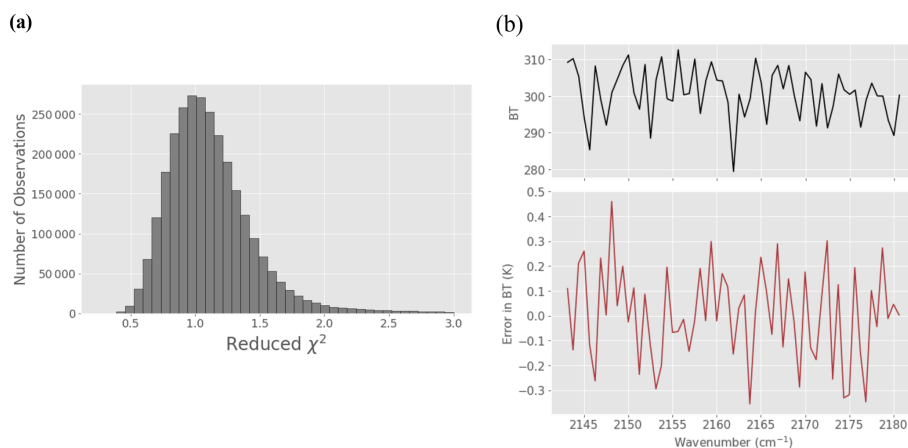 (a)
250 000
200 000
150 000
100 000
50 000
0
Number of Observations
0.5 1.0 1.5 2.0 2.5 3.0
Reduced χ²
(b)
310
300
290
280
BT
0.5
0.4
0.3
0.2
0.1
0.0
−0.1
−0.2
−0.3
Error in BT (K)
2145 2150 2155 2160 2165 2170 2175 2180
Wavenumber (cm⁻¹)